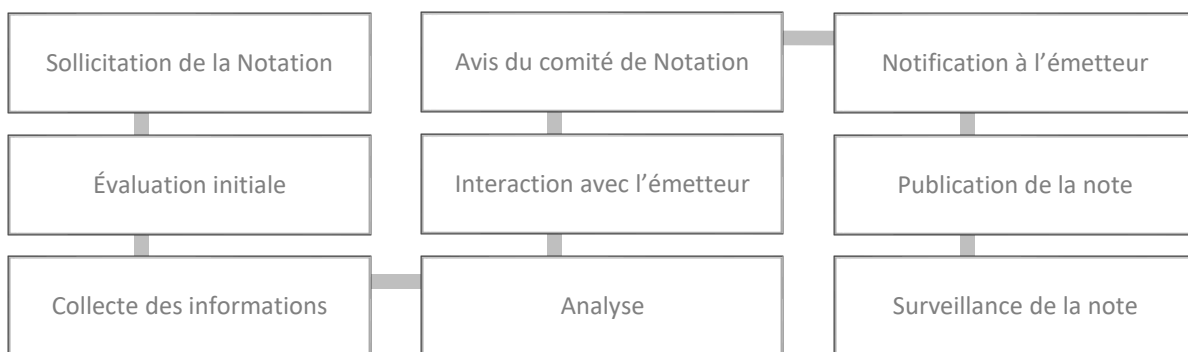 Sollicitation de la Notation
Évaluation initiale
Collecte des informations
Analyse
Interaction avec l’émetteur
Avis du comité de Notation
Notification à l’émetteur
Publication de la note
Surveillance de la note